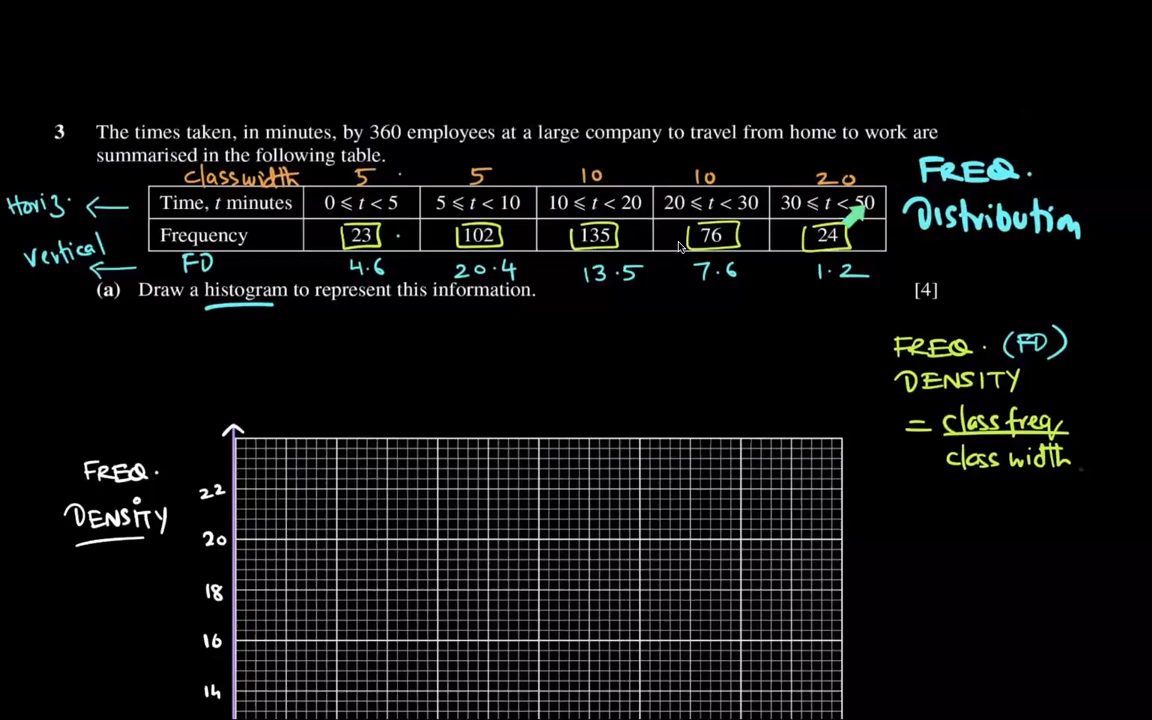 3 The times taken, in minutes, by 360 employees at a large company to travel from home to work are
summarised in the following table.
classwidth 5 5 10 10 20
FREQ.
Distribution
Horiz. Time, t minutes 0 ⩽ t < 5 5 ⩽ t < 10 10 ⩽ t < 20 20 ⩽ t < 30 30 ⩽ t < 50
Frequency 23 102 135 76 24
vertical FD 4.6 20.4 13.5 7.6 1.2
(a) Draw a histogram to represent this information. [4]
FREQ. (FD)
DENSITY
= class freq
class width
FREQ.
DENSITY
22
20
18
16
14